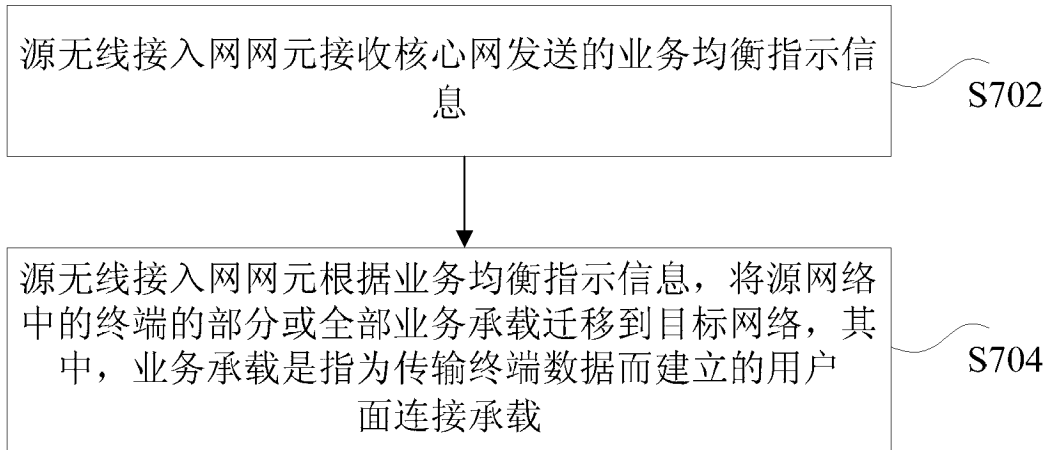 源无线接入网网元接收核心网发送的业务均衡指示信
息
S702
源无线接入网网元根据业务均衡指示信息，将源网络
中的终端的部分或全部业务承载迁移到目标网络，其
中，业务承载是指为传输终端数据而建立的用户
面连接承载
S704